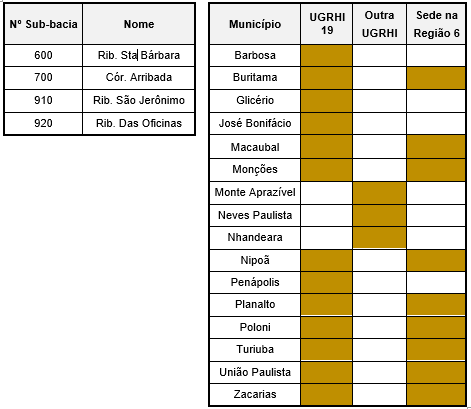 Nº Sub-bacia Nome
600 Rib. Sta Bárbara
700 Cór. Arribada
910 Rib. São Jerônimo
920 Rib. Das Oficinas
Município UGRHI 19 Outra UGRHI Sede na Região 6
Barbosa
Buritama
Glicério
José Bonifácio
Macaubal
Monções
Monte Aprazível
Neves Paulista
Nhandeara
Nipoã
Penápolis
Planalto
Poloni
Turiuba
União Paulista
Zacarias